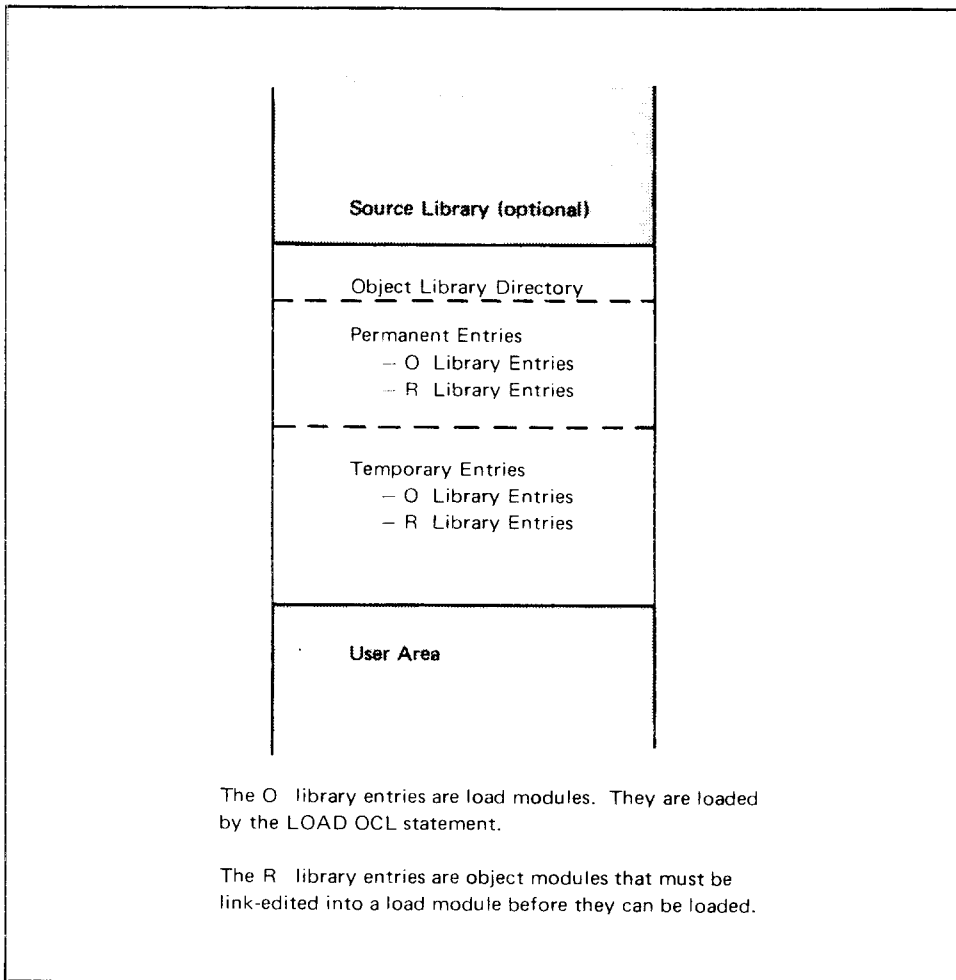 Source Library (optional)
Object Library Directory
Permanent Entries
– O Library Entries
– R Library Entries
Temporary Entries
– O Library Entries
– R Library Entries
User Area
The O library entries are load modules. They are loaded
by the LOAD OCL statement.
The R library entries are object modules that must be
link-edited into a load module before they can be loaded.